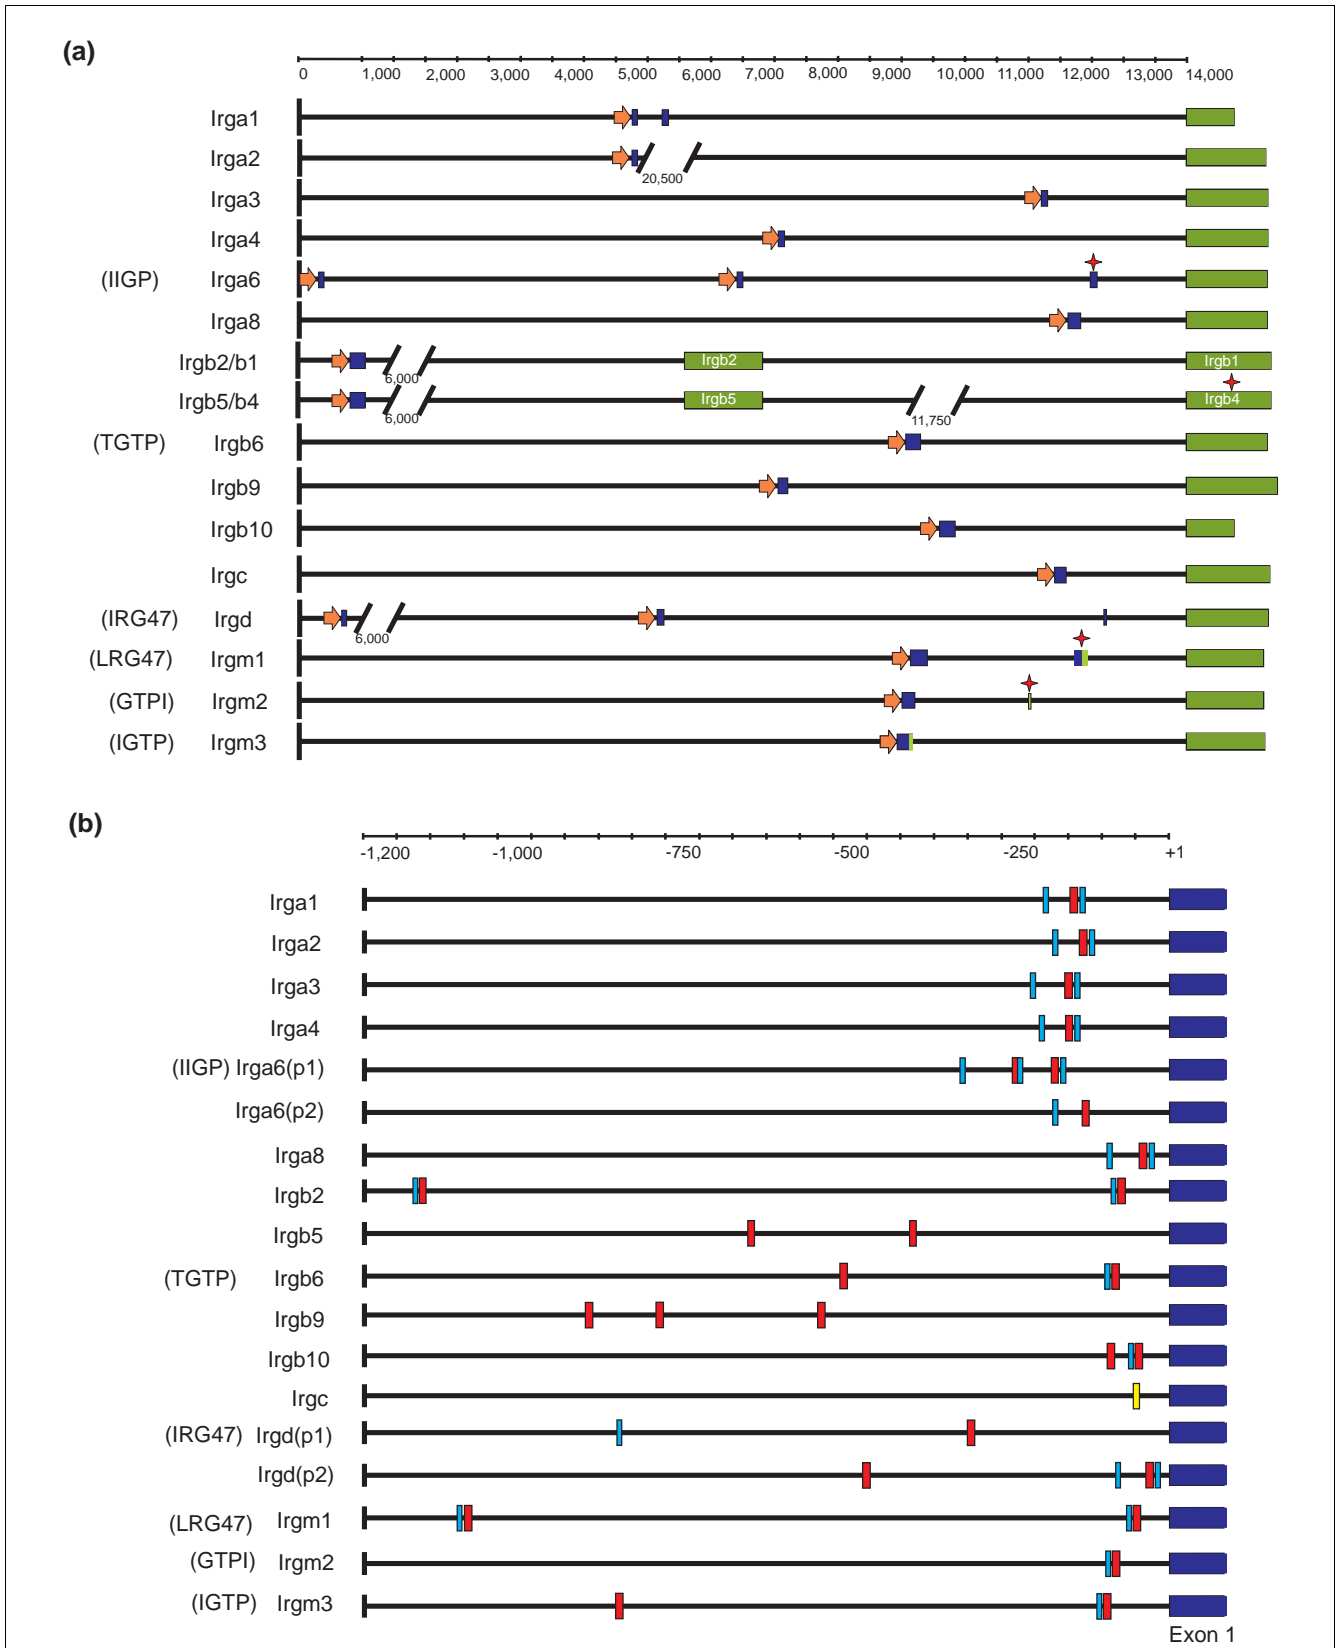 (a)
0 1,000 2,000 3,000 4,000 5,000 6,000 7,000 8,000 9,000 10,000 11,000 12,000 13,000 14,000
Irga1
Irga2
20,500
Irga3
Irga4
(IIGP) Irga6
Irga8
Irgb2/b1 Irgb2 Irgb1
6,000
Irgb5/b4 Irgb5 Irgb4
6,000 11,750
(TGTP) Irgb6
Irgb9
Irgb10
Irgc
(IRG47) Irgd
6,000
(LRG47) Irgm1
(GTPI) Irgm2
(IGTP) Irgm3
(b)
-1,200 -1,000 -750 -500 -250 +1
Irga1
Irga2
Irga3
Irga4
(IIGP) Irga6(p1)
Irga6(p2)
Irga8
Irgb2
Irgb5
(TGTP) Irgb6
Irgb9
Irgb10
Irgc
(IRG47) Irgd(p1)
Irgd(p2)
(LRG47) Irgm1
(GTPI) Irgm2
(IGTP) Irgm3
Exon 1